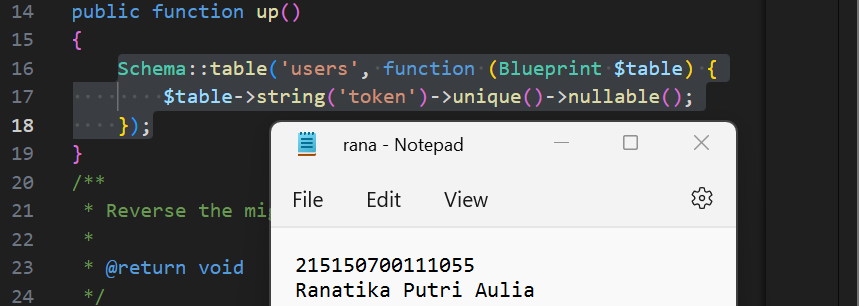 14 public function up()
15 {
16 Schema::table('users', function (Blueprint $table) {
17 $table->string('token')->unique()->nullable();
18 });
19 }
20 /**
21 * Reverse the mi
22 *
23 * @return void
24 */
rana - Notepad
File Edit View
215150700111055
Ranatika Putri Aulia